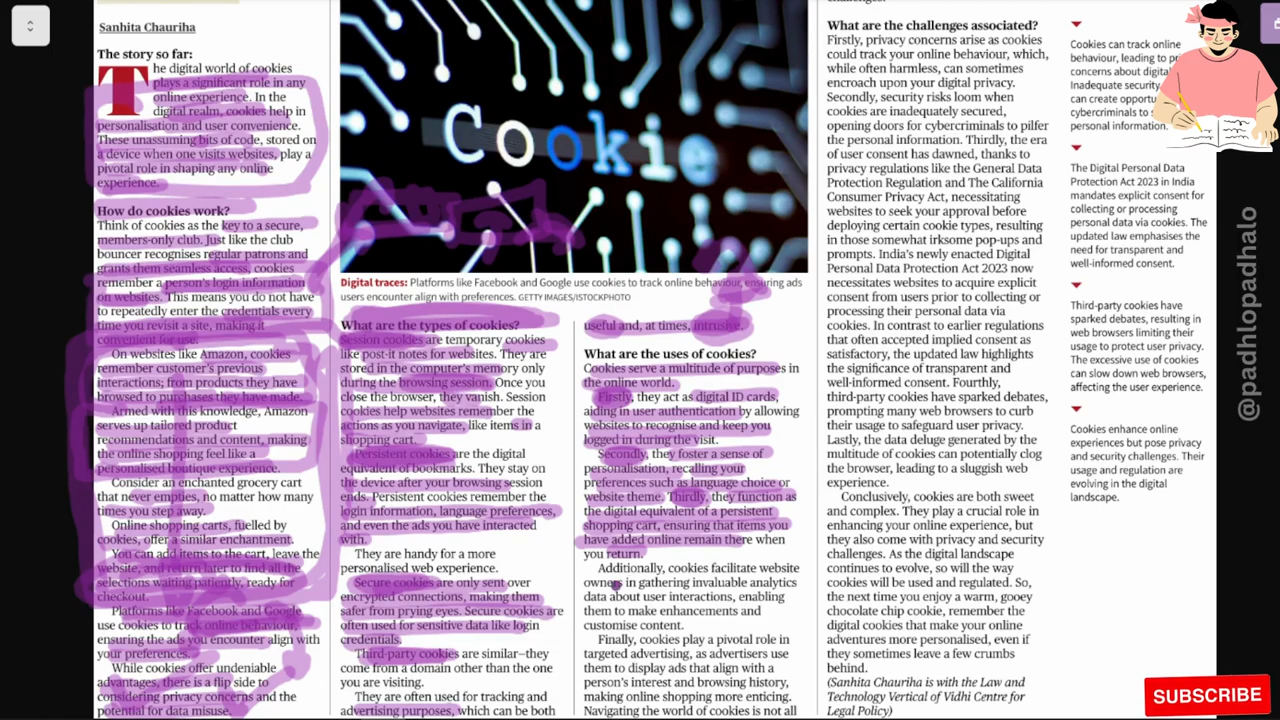 Sanhita Chauriha
The story so far:
The digital world of cookies
plays a significant role in any
online experience. In the
digital realm, cookies help in
personalisation and user convenience.
These unassuming bits of code, stored on
a device when one visits websites, play a
pivotal role in shaping any online
experience.
How do cookies work?
Think of cookies as the key to a secure,
members-only club. Just like the club
bouncer recognises regular patrons and
grants them seamless access, cookies
remember a person's login information
on websites. This means you do not have
to repeatedly enter the credentials every
time you revisit a site, making it
convenient for use.
On websites like Amazon, cookies
remember customer's previous
interactions; from products they have
browsed to purchases they have made.
Armed with this knowledge, Amazon
serves up tailored product
recommendations and content, making
the online shopping feel like a
personalised boutique experience.
Consider an enchanted grocery cart
that never empties, no matter how many
times you step away.
Online shopping carts, fuelled by
cookies, offer a similar enchantment.
You can add items to the cart, leave the
website, and return later to find all the
selections waiting patiently, ready for
checkout.
Platforms like Facebook and Google
use cookies to track online behaviour,
ensuring the ads you encounter align with
your preferences.
While cookies offer undeniable
advantages, there is a flip side to
considering privacy concerns and the
potential for data misuse.
Cookie
Digital traces: Platforms like Facebook and Google use cookies to track online behaviour, ensuring ads
users encounter align with preferences. GETTY IMAGES/ISTOCKPHOTO
What are the types of cookies?
Session cookies are temporary cookies
like post-it notes for websites. They are
stored in the computer's memory only
during the browsing session. Once you
close the browser, they vanish. Session
cookies help websites remember the
actions as you navigate, like items in a
shopping cart.
Persistent cookies are the digital
equivalent of bookmarks. They stay on
the device after your browsing session
ends. Persistent cookies remember the
login information, language preferences,
and even the ads you have interacted
with.
They are handy for a more
personalised web experience.
Secure cookies are only sent over
encrypted connections, making them
safer from prying eyes. Secure cookies are
often used for sensitive data like login
credentials.
Third-party cookies are similar—they
come from a domain other than the one
you are visiting.
They are often used for tracking and
advertising purposes, which can be both
useful and, at times, intrusive.
What are the uses of cookies?
Cookies serve a multitude of purposes in
the online world.
Firstly, they act as digital ID cards,
aiding in user authentication by allowing
websites to recognise and keep you
logged in during the visit.
Secondly, they foster a sense of
personalisation, recalling your
preferences such as language choice or
website theme. Thirdly, they function as
the digital equivalent of a persistent
shopping cart, ensuring that items you
have added online remain there when
you return.
Additionally, cookies facilitate website
owners in gathering invaluable analytics
data about user interactions, enabling
them to make enhancements and
customise content.
Finally, cookies play a pivotal role in
targeted advertising, as advertisers use
them to display ads that align with a
person's interest and browsing history,
making online shopping more enticing.
Navigating the world of cookies is not all
What are the challenges associated?
Firstly, privacy concerns arise as cookies
could track your online behaviour, which,
while often harmless, can sometimes
encroach upon your digital privacy.
Secondly, security risks loom when
cookies are inadequately secured,
opening doors for cybercriminals to pilfer
the personal information. Thirdly, the era
of user consent has dawned, thanks to
privacy regulations like the General Data
Protection Regulation and The California
Consumer Privacy Act, necessitating
websites to seek your approval before
deploying certain cookie types, resulting
in those somewhat irksome pop-ups and
prompts. India's newly enacted Digital
Personal Data Protection Act 2023 now
necessitates websites to acquire explicit
consent from users prior to collecting or
processing their personal data via
cookies. In contrast to earlier regulations
that often accepted implied consent as
satisfactory, the updated law highlights
the significance of transparent and
well-informed consent. Fourthly,
third-party cookies have sparked debates,
prompting many web browsers to curb
their usage to safeguard user privacy.
Lastly, the data deluge generated by the
multitude of cookies can potentially clog
the browser, leading to a sluggish web
experience.
Conclusively, cookies are both sweet
and complex. They play a crucial role in
enhancing your online experience, but
they also come with privacy and security
challenges. As the digital landscape
continues to evolve, so will the way
cookies will be used and regulated. So,
the next time you enjoy a warm, gooey
chocolate chip cookie, remember the
digital cookies that make your online
adventures more personalised, even if
they sometimes leave a few crumbs
behind.
(Sanhita Chauriha is with the Law and
Technology Vertical of Vidhi Centre for
Legal Policy)
Cookies can track online
behaviour, leading to
concerns about digital
Inadequate security
can create
cybercriminals to
personal information.
The Digital Personal Data
Protection Act 2023 in India
mandates explicit consent for
collecting or processing
personal data via cookies. The
updated law emphasises the
need for transparent and
well-informed consent.
Third-party cookies have
sparked debates, resulting in
web browsers limiting their
usage to protect user privacy.
The excessive use of cookies
can slow down web browsers,
affecting the user experience.
Cookies enhance online
experiences but pose privacy
and security challenges. Their
usage and regulation are
evolving in the digital
landscape.
@padhlopadhalo
SUBSCRIBE